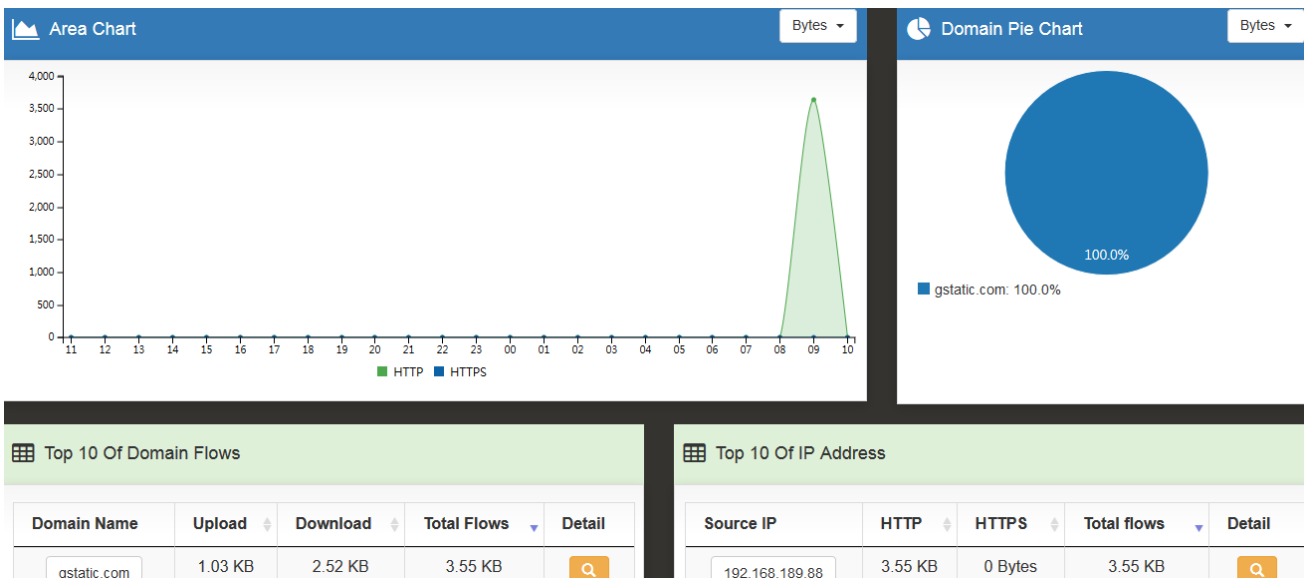 Area Chart
Bytes
4,000
3,500
3,000
2,500
2,000
1,500
1,000
500
0
11 12 13 14 15 16 17 18 19 20 21 22 23 00 01 02 03 04 05 06 07 08 09 10
HTTP HTTPS
Domain Pie Chart
Bytes
100.0%
gstatic.com: 100.0%
Top 10 Of Domain Flows
Domain Name Upload Download Total Flows Detail
gstatic.com 1.03 KB 2.52 KB 3.55 KB
Top 10 Of IP Address
Source IP HTTP HTTPS Total flows Detail
192.168.189.88 3.55 KB 0 Bytes 3.55 KB